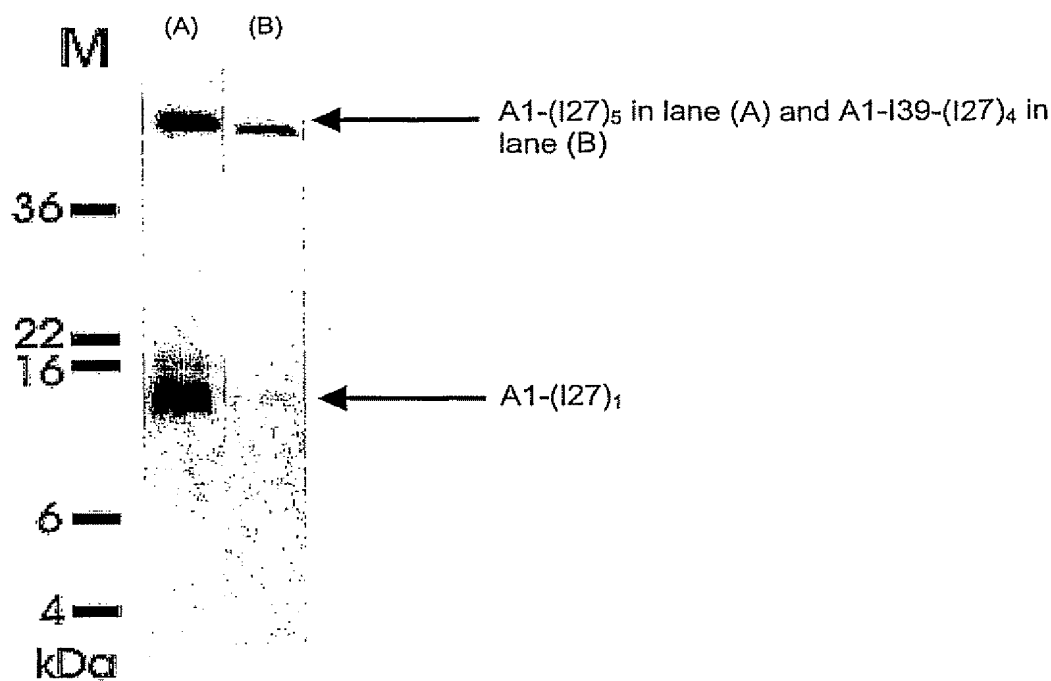 M
(A) (B)
A1-(I27)₅ in lane (A) and A1-I39-(I27)₄ in
lane (B)
36
22
16
A1-(I27)₁
6
4
kDa